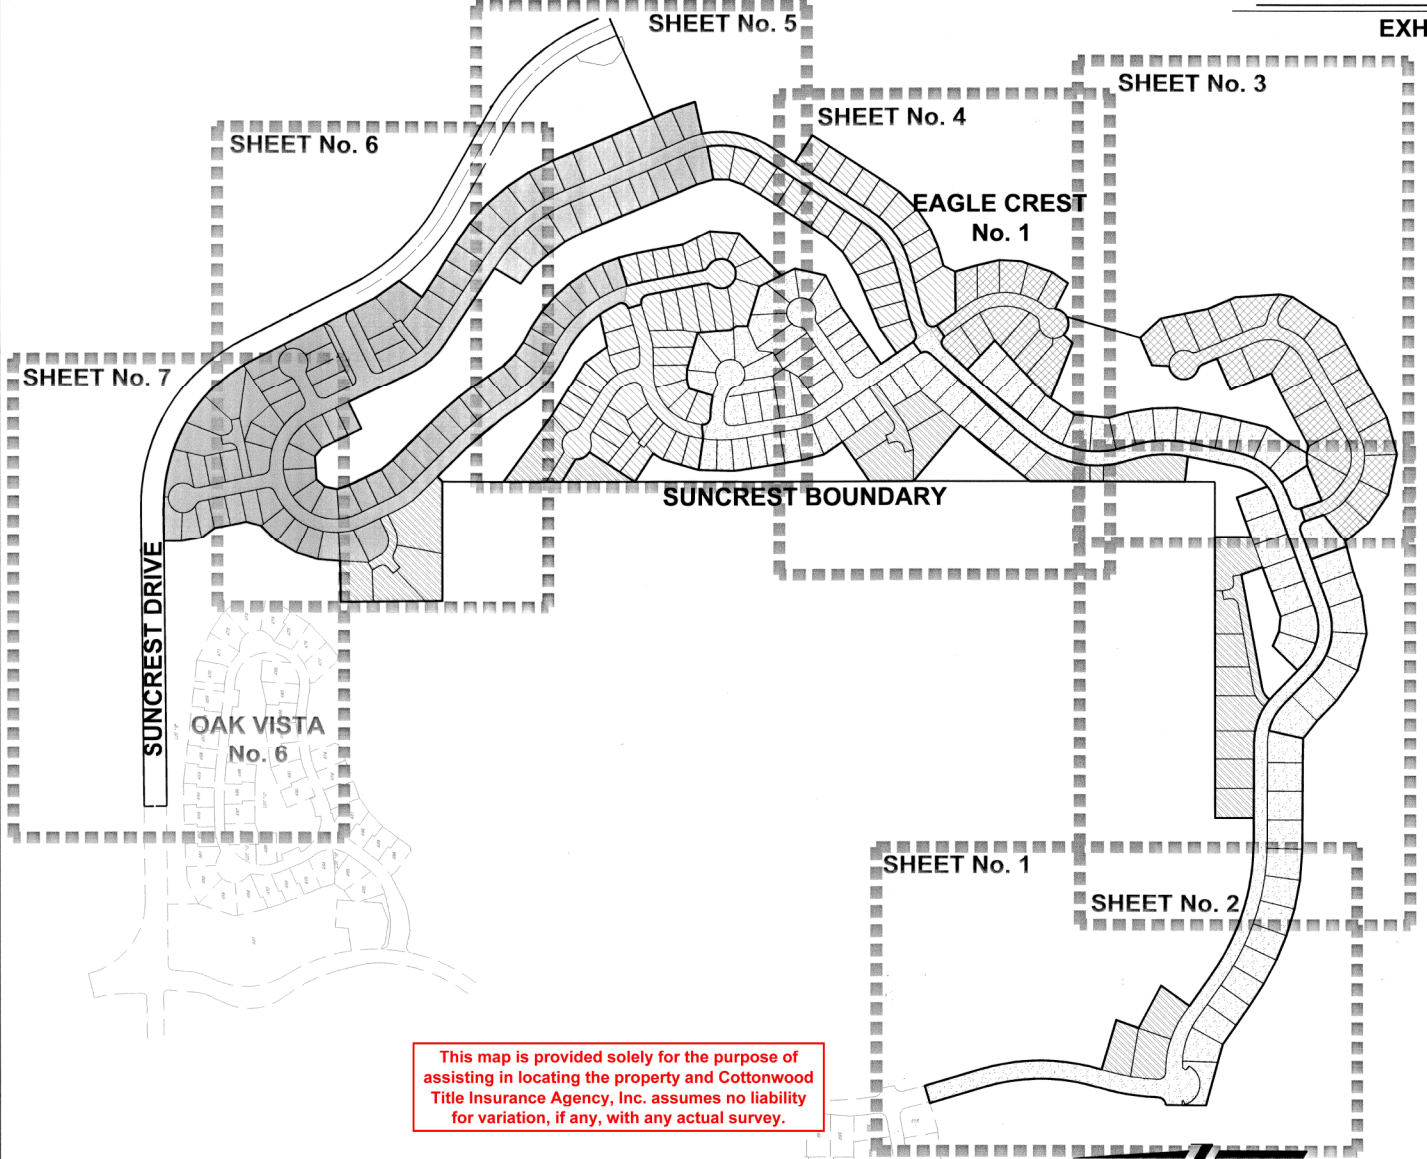 SHEET No. 5
EXH
SHEET No. 3
SHEET No. 4
SHEET No. 6
EAGLE CREST
No. 1
SHEET No. 7
SUNCREST BOUNDARY
SUNCREST DRIVE
OAK VISTA
No. 6
SHEET No. 1
SHEET No. 2
This map is provided solely for the purpose of
assisting in locating the property and Cottonwood
Title Insurance Agency, Inc. assumes no liability
for variation, if any, with any actual survey.